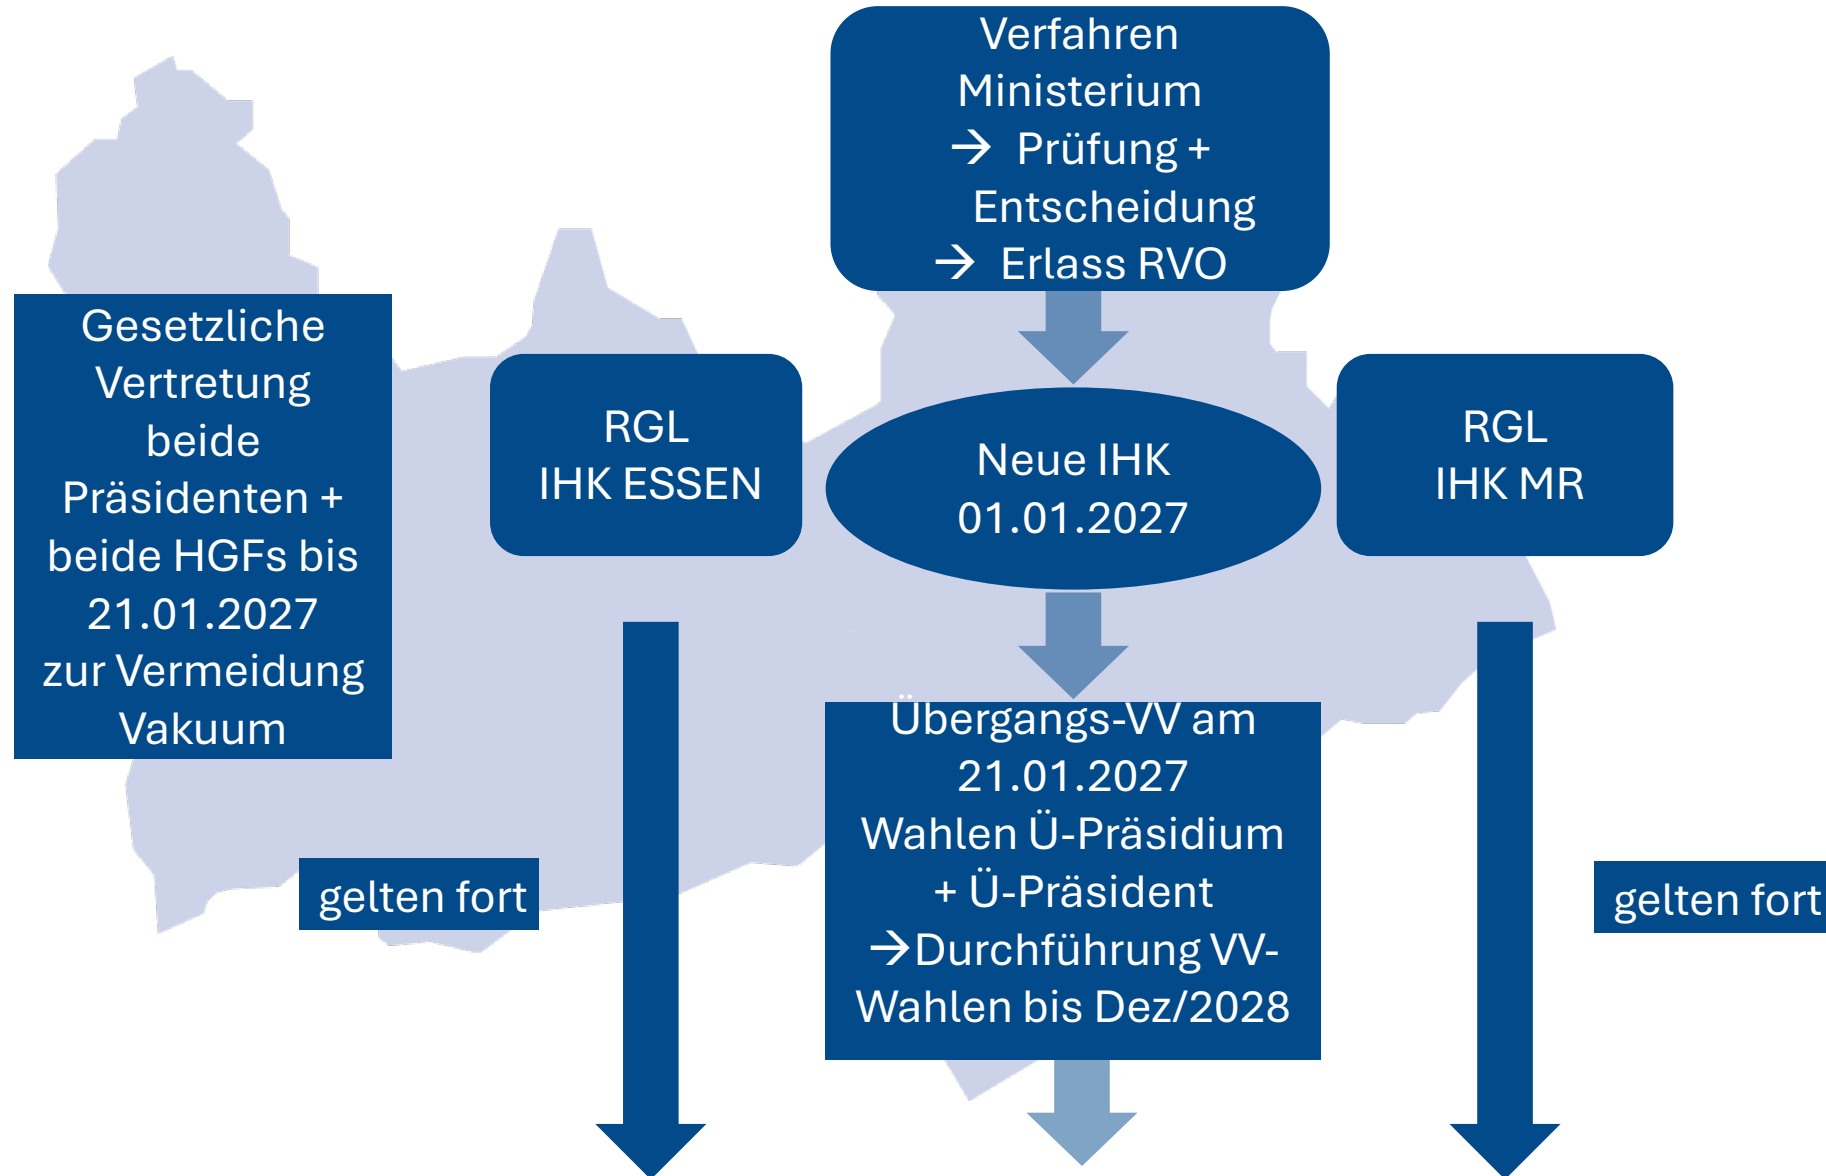 Verfahren
Ministerium
→ Prüfung +
Entscheidung
→ Erlass RVO
Gesetzliche
Vertretung
beide
Präsidenten +
beide HGFs bis
21.01.2027
zur Vermeidung
Vakuum
RGL
IHK ESSEN
Neue IHK
01.01.2027
RGL
IHK MR
Übergangs-VV am
21.01.2027
Wahlen Ü-Präsidium
+ Ü-Präsident
→Durchführung VV-
Wahlen bis Dez/2028
gelten fort
gelten fort